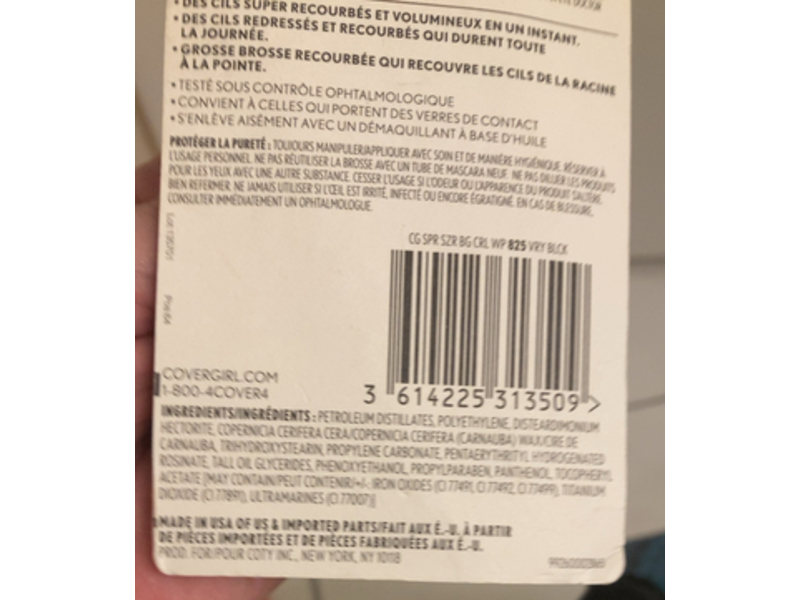 • DES CILS SUPER RECOURBÉS ET VOLUMINEUX EN UN INSTANT.
• DES CILS REDRESSÉS ET RECOURBÉS QUI DURENT TOUTE
LA JOURNÉE.
• GROSSE BROSSE RECOURBÉE QUI RECOUVRE LES CILS DE LA RACINE
À LA POINTE.
• TESTÉ SOUS CONTRÔLE OPHTALMOLOGIQUE
• CONVIENT À CELLES QUI PORTENT DES VERRES DE CONTACT
• S'ENLÈVE AISÉMENT AVEC UN DÉMAQUILLANT À BASE D'HUILE
PROTÉGER LA PURETÉ : TOUJOURS MANIPULER/APPLIQUER AVEC SOIN ET DE MANIÈRE HYGIÉNIQUE. RÉSERVER À
L'USAGE PERSONNEL. NE PAS RÉUTILISER LA BROSSE AVEC UN TUBE DE MASCARA NEUF. NE PAS DILUER LES PRODUITS
POUR LES YEUX AVEC UNE AUTRE SUBSTANCE. CESSER L'USAGE SI L'ODEUR OU L'APPARENCE DU PRODUIT S'ALTÈRE.
BIEN REFERMER. NE JAMAIS UTILISER SI L'ŒIL EST IRRITÉ, INFECTÉ OU ENCORE ÉGRATIGNÉ. EN CAS DE BLESSURE,
CONSULTER IMMÉDIATEMENT UN OPHTALMOLOGUE.
CG SPR SZR BG CRL WP 825 VRY BLCK
3 614225 313509 >
COVERGIRL.COM
1-800-4COVER4
INGREDIENTS/INGRÉDIENTS : PETROLEUM DISTILLATES, POLYETHYLENE, DISTEARDIMONIUM
HECTORITE, COPERNICIA CERIFERA CERA/COPERNICIA CERIFERA (CARNAUBA) WAX/CIRE DE
CARNAUBA, TRIHYDROXYSTEARIN, PROPYLENE CARBONATE, PENTAERYTHRITYL HYDROGENATED
ROSINATE, TALL OIL GLYCERIDES, PHENOXYETHANOL, PROPYLPARABEN, PANTHENOL, TOCOPHERYL
ACETATE [MAY CONTAIN/PEUT CONTENIR/+/-: IRON OXIDES (CI 77491, CI 77492, CI 77499), TITANIUM
DIOXIDE (CI 77891), ULTRAMARINES (CI 77007)]
MADE IN USA OF US & IMPORTED PARTS/FAIT AUX É.-U. À PARTIR
DE PIÈCES IMPORTÉES ET DE PIÈCES FABRIQUÉES AUX É.-U.
PROD. FOR/POUR COTY INC., NEW YORK, NY 10118